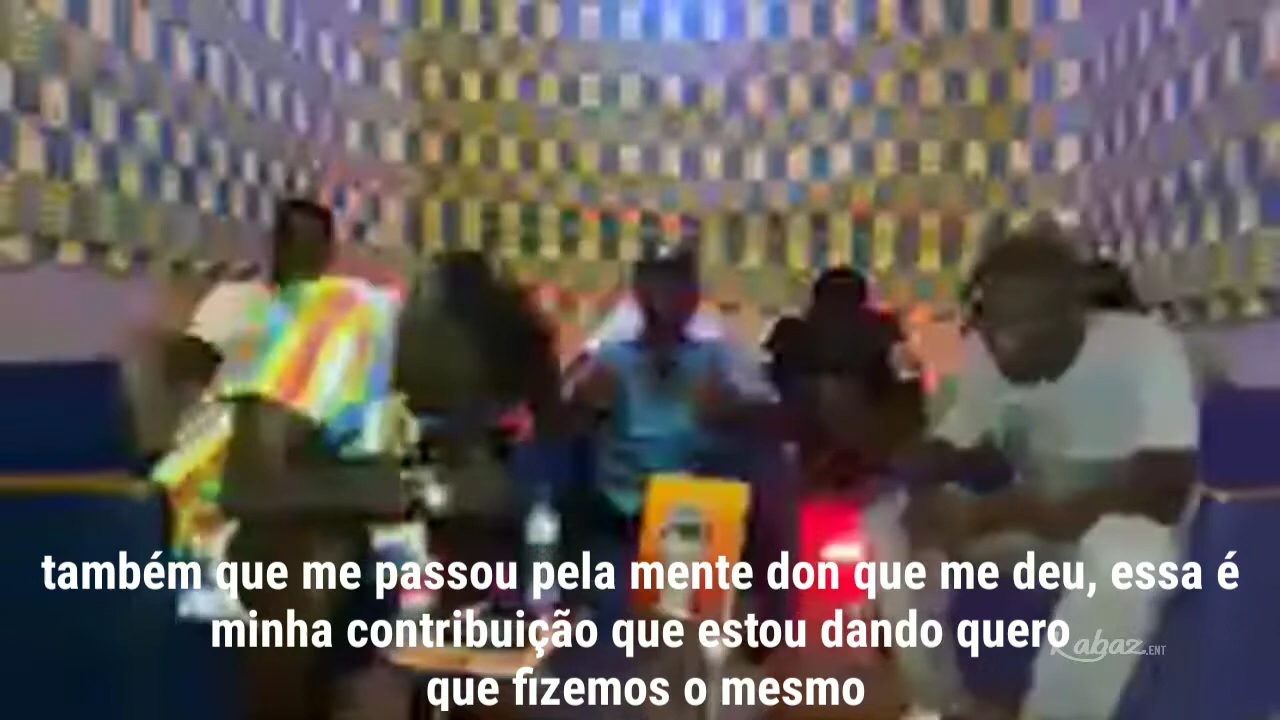 também que me passou pela mente don que me deu, essa é
minha contribuição que estou dando quero
que fizemos o mesmo
Rabaz.ENT